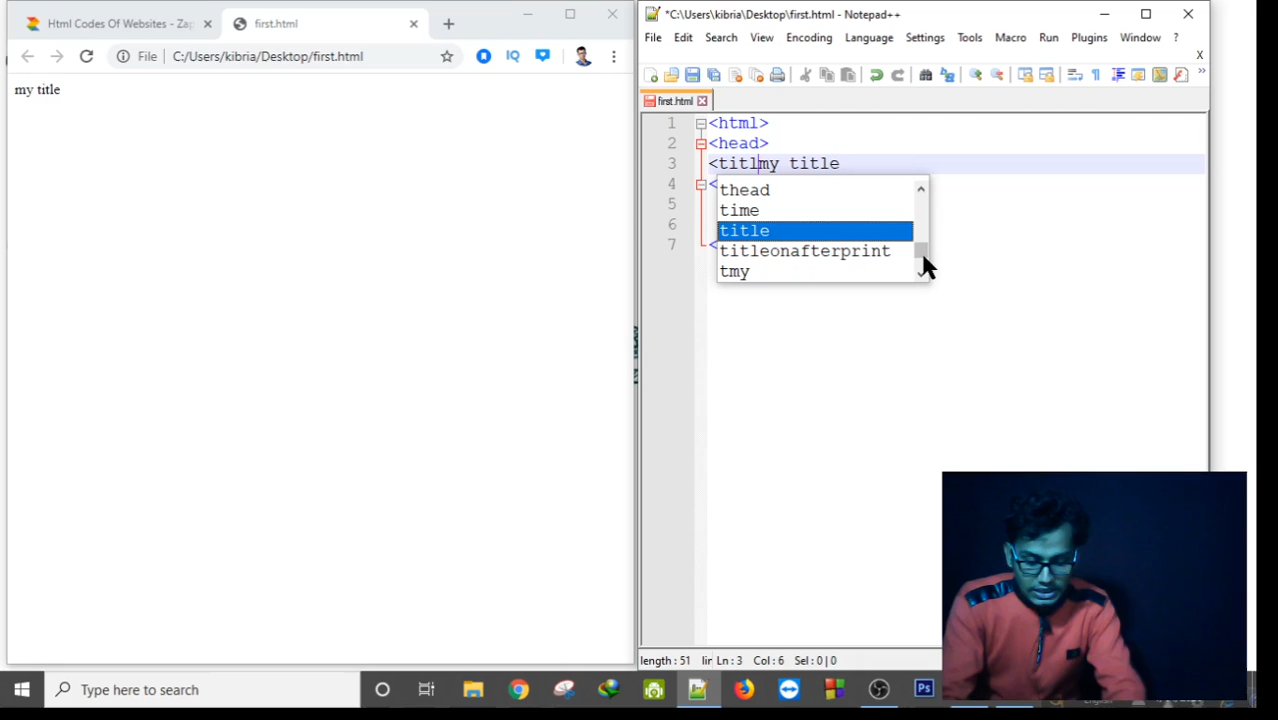 Html Codes Of Websites - Zap
first.html
File
C:/Users/kibria/Desktop/first.html
my title
*C:\Users\kibria\Desktop\first.html - Notepad++
File Edit Search View Encoding Language Settings Tools Macro Run Plugins Window ?
X
first.html
1 <html>
2 <head>
3 <titlmy title
4 <
5
6
7 <
thead
time
title
titleonafterprint
tmy
length : 51 lir Ln : 3 Col : 6 Sel : 0 | 0
Type here to search
Ps